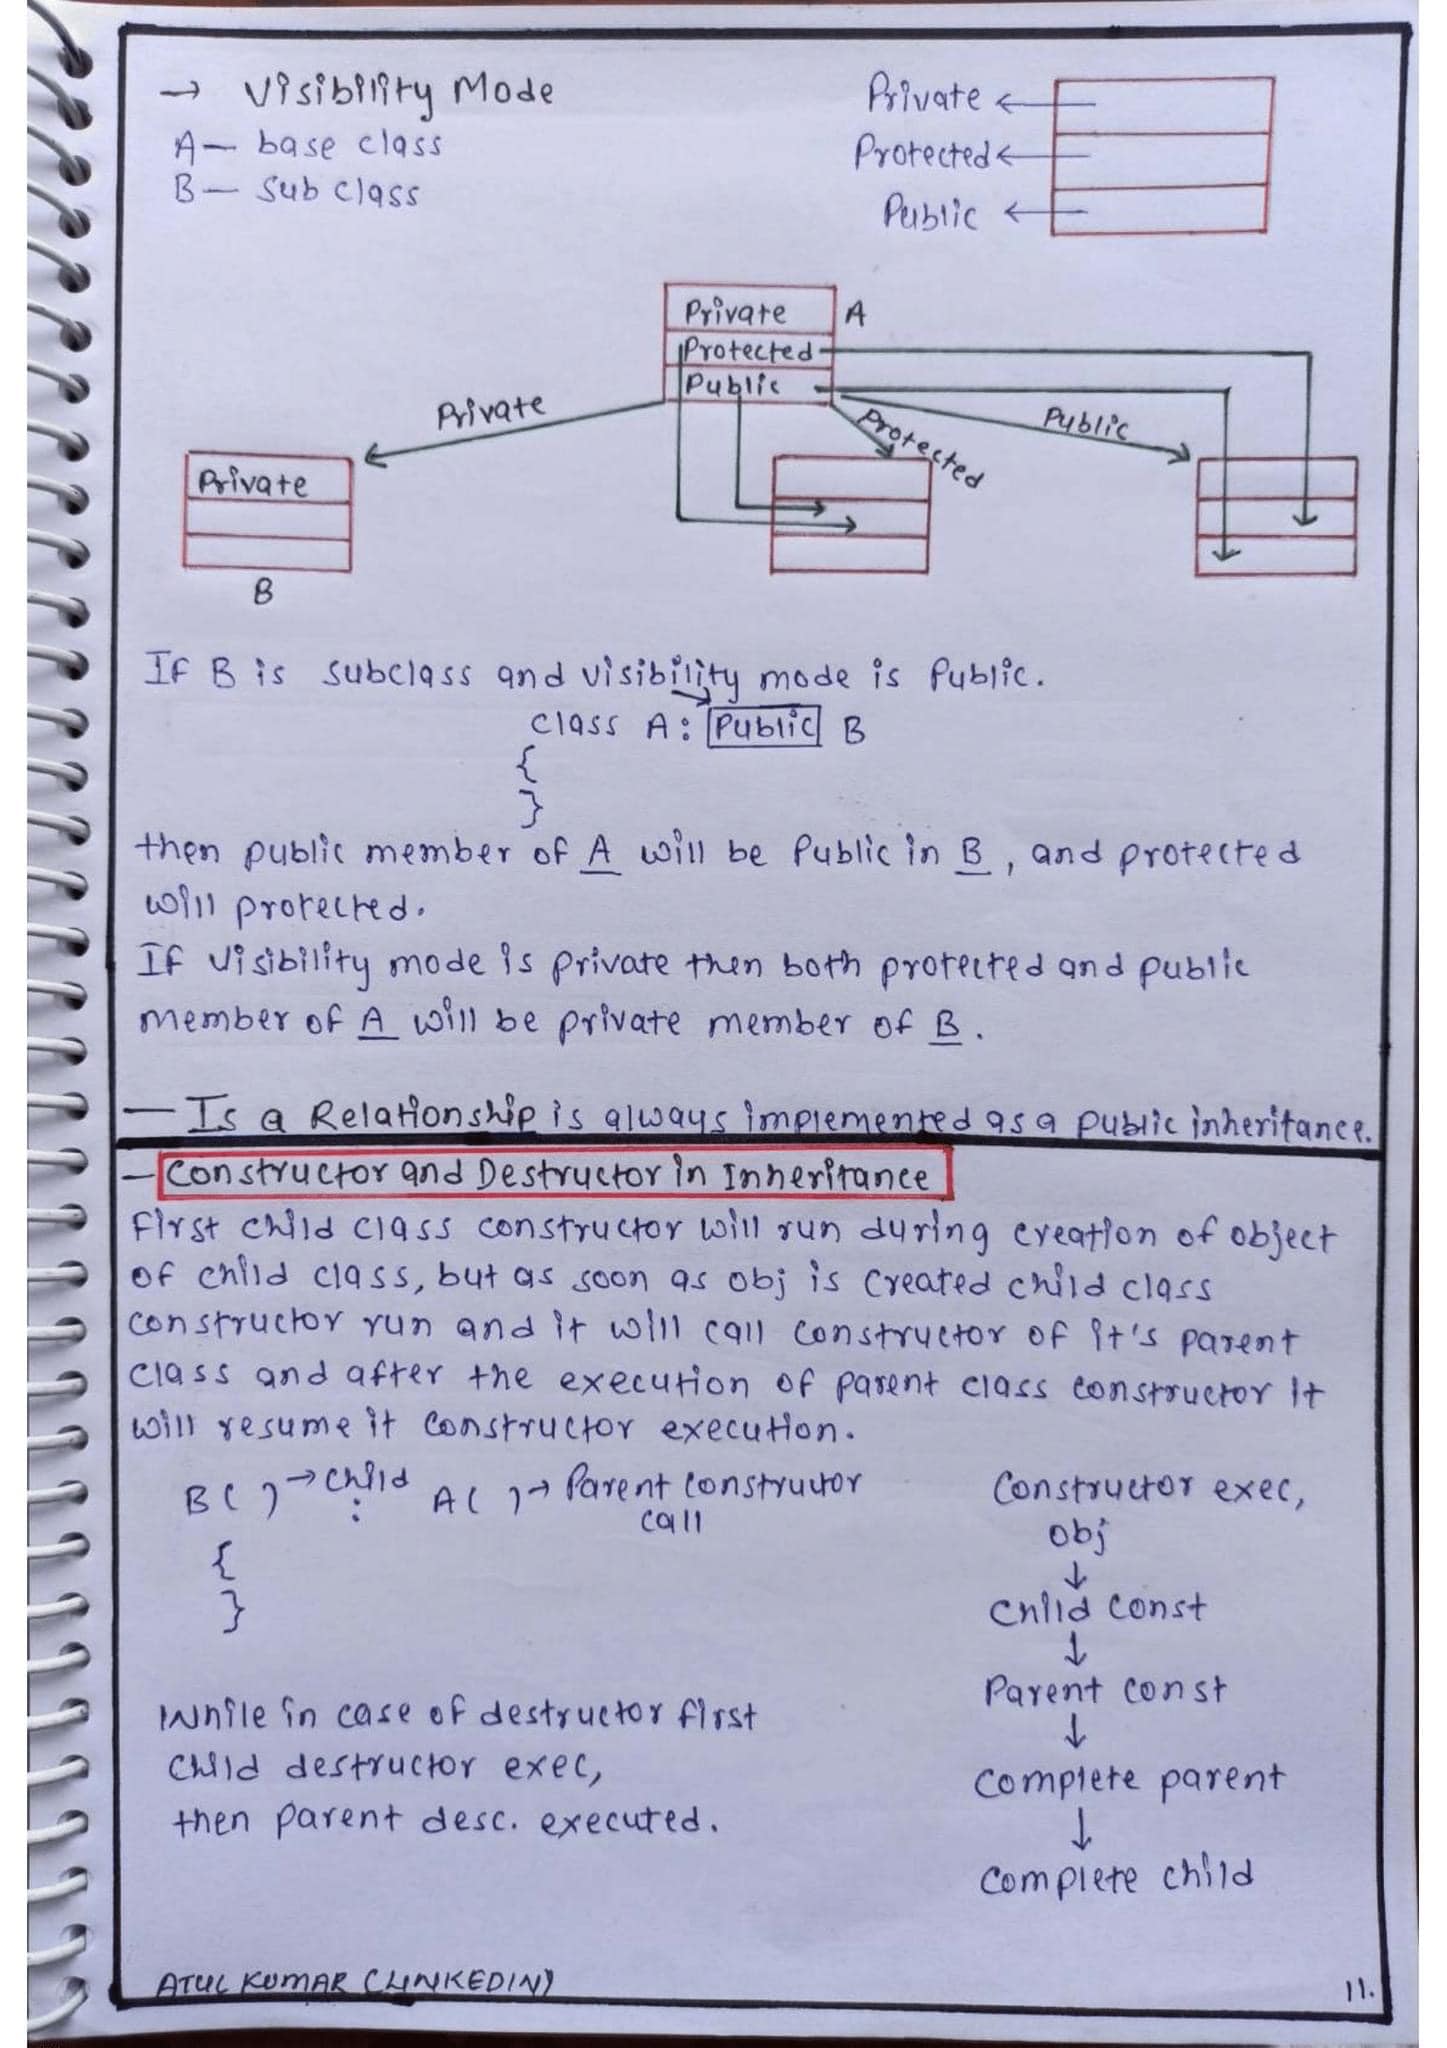 → Visibility Mode
A — base class
B — Sub class
Private
Protected
Public
Private A
Protected
Public
Private
Protected
Public
Private
B
If B is subclass and visibility mode is Public.
class A: Public B
{
}
then public member of A will be Public in B, and protected
will protected.
If visibility mode is private then both protected and public
member of A will be private member of B.
— Is a Relationship is always implemented as a public inheritance.
— Constructor and Destructor in Inheritance
First child class constructor will run during creation of object
of child class, but as soon as obj is created child class
constructor run and it will call constructor of it's parent
class and after the execution of parent class constructor it
will resume it constructor execution.
B( ) → child : A( ) → Parent constructor
call
{
}
While in case of destructor first
child destructor exec,
then parent desc. executed.
Constructor exec,
obj
↓
Child const
↓
Parent const
↓
Complete parent
↓
Complete child
ATUL KUMAR (LINKEDIN)
11.